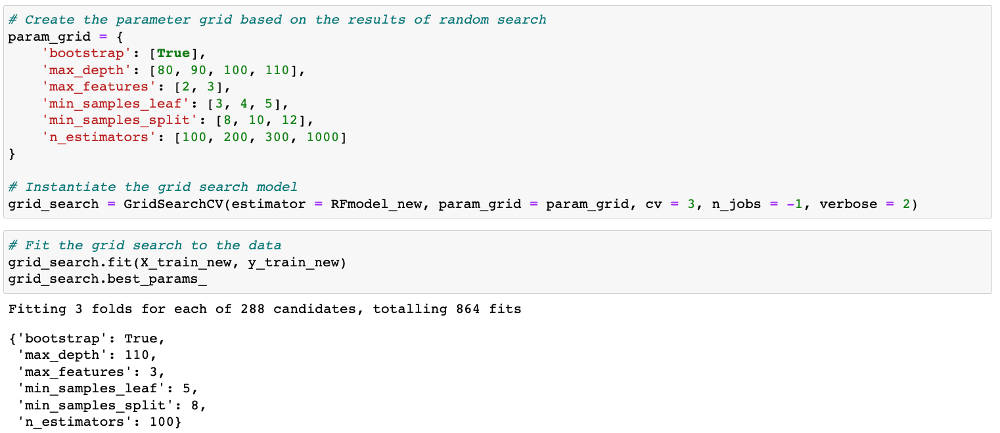 # Create the parameter grid based on the results of random search
param_grid = {
    'bootstrap': [True],
    'max_depth': [80, 90, 100, 110],
    'max_features': [2, 3],
    'min_samples_leaf': [3, 4, 5],
    'min_samples_split': [8, 10, 12],
    'n_estimators': [100, 200, 300, 1000]
}
# Instantiate the grid search model
grid_search = GridSearchCV(estimator = RFmodel_new, param_grid = param_grid, cv = 3, n_jobs = -1, verbose = 2)
# Fit the grid search to the data
grid_search.fit(X_train_new, y_train_new)
grid_search.best_params_
Fitting 3 folds for each of 288 candidates, totalling 864 fits
{'bootstrap': True,
 'max_depth': 110,
 'max_features': 3,
 'min_samples_leaf': 5,
 'min_samples_split': 8,
 'n_estimators': 100}